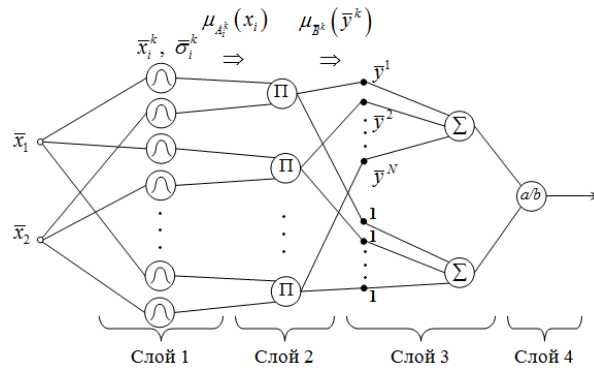 x̄ᵢᵏ, σ̄ᵢᵏ
μ_{Aᵢᵏ}(xᵢ)
⇒
μ_{B̄ᵏ}(ȳᵏ)
⇒
ȳ¹
Π
x̄₁
ȳ²
Σ
Π
ȳᴺ
a/b
x̄₂
1
1
Σ
Π
1
Слой 1
Слой 2
Слой 3
Слой 4